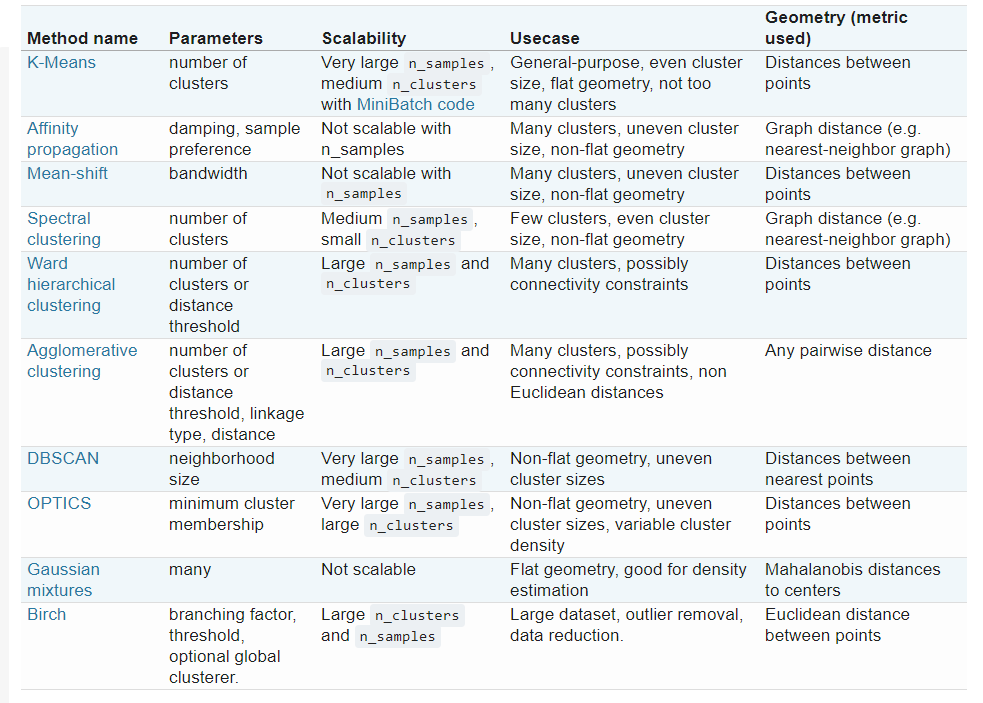 Method name Parameters Scalability Usecase Geometry (metric used)
K-Means
number of
clusters
Very large n_samples ,
medium n_clusters
with MiniBatch code
General-purpose, even cluster
size, flat geometry, not too
many clusters
Distances between
points
Affinity
propagation
damping, sample
preference
Not scalable with
n_samples
Many clusters, uneven cluster
size, non-flat geometry
Graph distance (e.g.
nearest-neighbor graph)
Mean-shift
bandwidth
Not scalable with
n_samples
Many clusters, uneven cluster
size, non-flat geometry
Distances between
points
Spectral
clustering
number of
clusters
Medium n_samples ,
small n_clusters
Few clusters, even cluster
size, non-flat geometry
Graph distance (e.g.
nearest-neighbor graph)
Ward
hierarchical
clustering
number of
clusters or
distance
threshold
Large n_samples and
n_clusters
Many clusters, possibly
connectivity constraints
Distances between
points
Agglomerative
clustering
number of
clusters or
distance
threshold, linkage
type, distance
Large n_samples and
n_clusters
Many clusters, possibly
connectivity constraints, non
Euclidean distances
Any pairwise distance
DBSCAN
neighborhood
size
Very large n_samples ,
medium n_clusters
Non-flat geometry, uneven
cluster sizes
Distances between
nearest points
OPTICS
minimum cluster
membership
Very large n_samples ,
large n_clusters
Non-flat geometry, uneven
cluster sizes, variable cluster
density
Distances between
points
Gaussian
mixtures
many
Not scalable
Flat geometry, good for density
estimation
Mahalanobis distances
to centers
Birch
branching factor,
threshold,
optional global
clusterer.
Large n_clusters
and n_samples
Large dataset, outlier removal,
data reduction.
Euclidean distance
between points